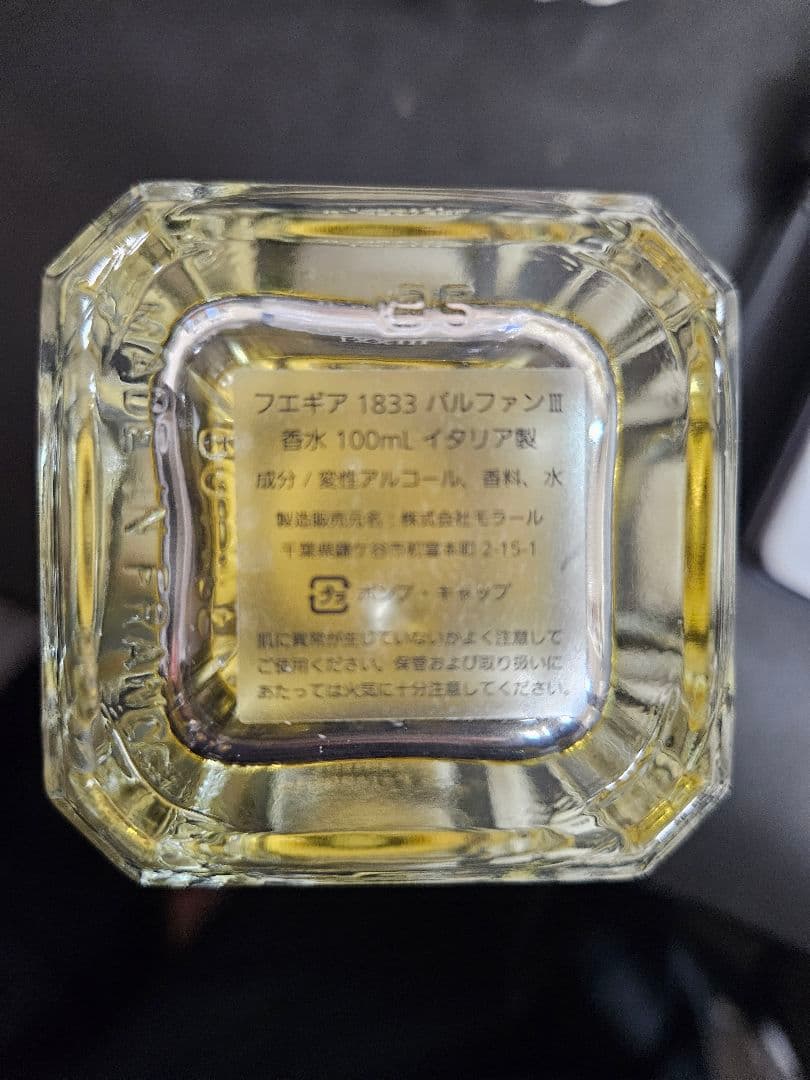 フエギア 1833 パルファンⅢ
香水 100mL イタリア製
成分 / 変性アルコール、香料、水
製造販売元名：株式会社モラール
千葉県鎌ケ谷市初富本町 2-15-1
プラ ポンプ・キャップ
肌に異常が生じていないかよく注意して
ご使用ください。保管および取り扱いに
あたっては火気に十分注意してください。
MADE
FRANCE